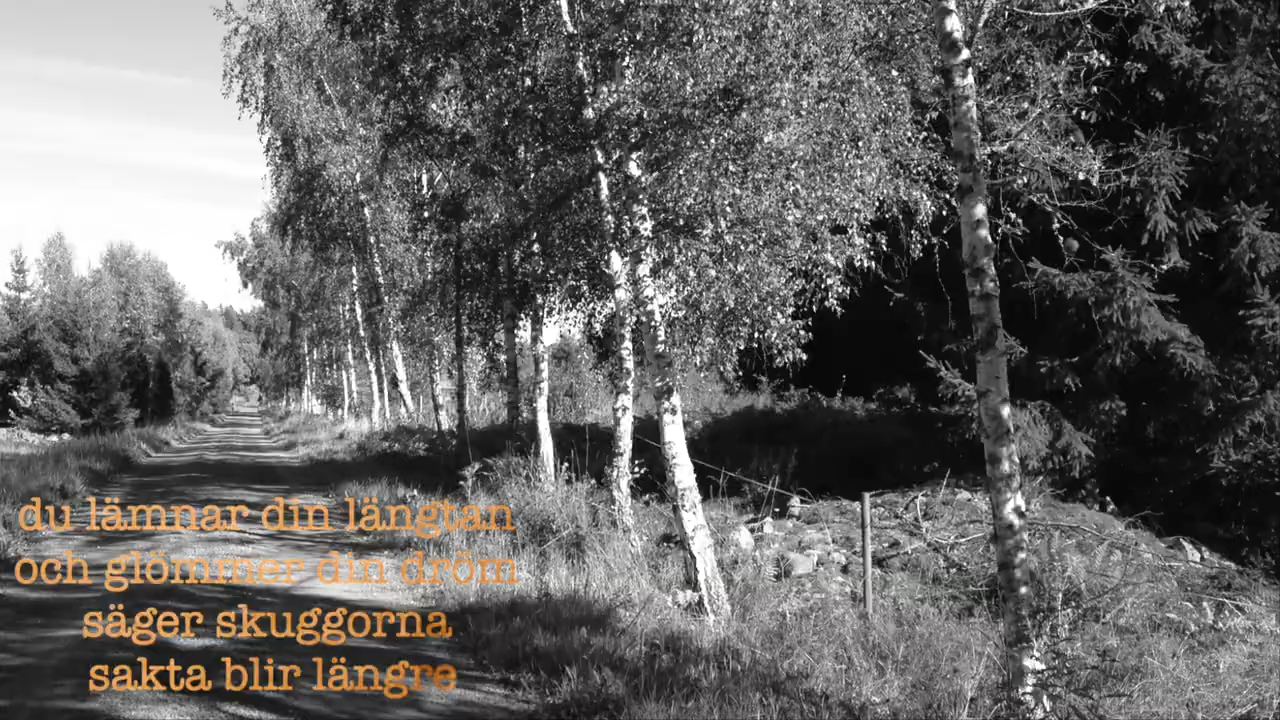 du lämnar din längtan
och glömmer din dröm
säger skuggorna
sakta blir längre